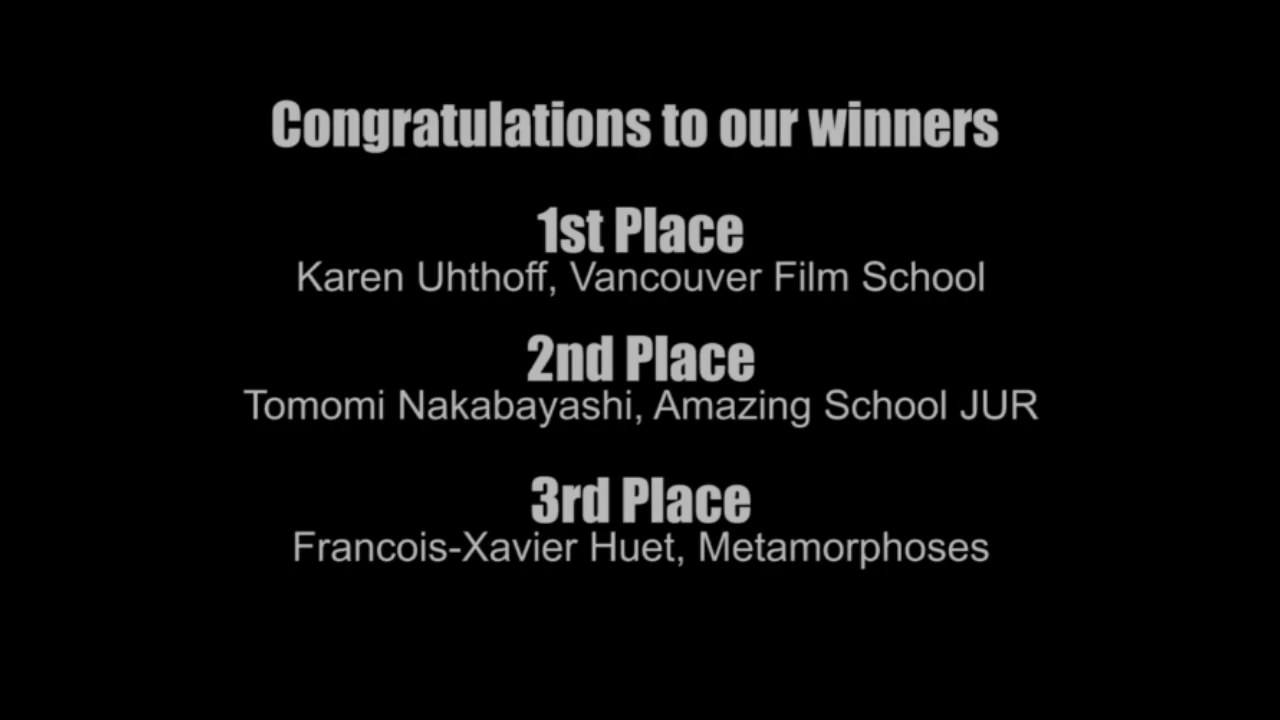 Congratulations to our winners
1st Place
Karen Uhthoff, Vancouver Film School
2nd Place
Tomomi Nakabayashi, Amazing School JUR
3rd Place
Francois-Xavier Huet, Metamorphoses